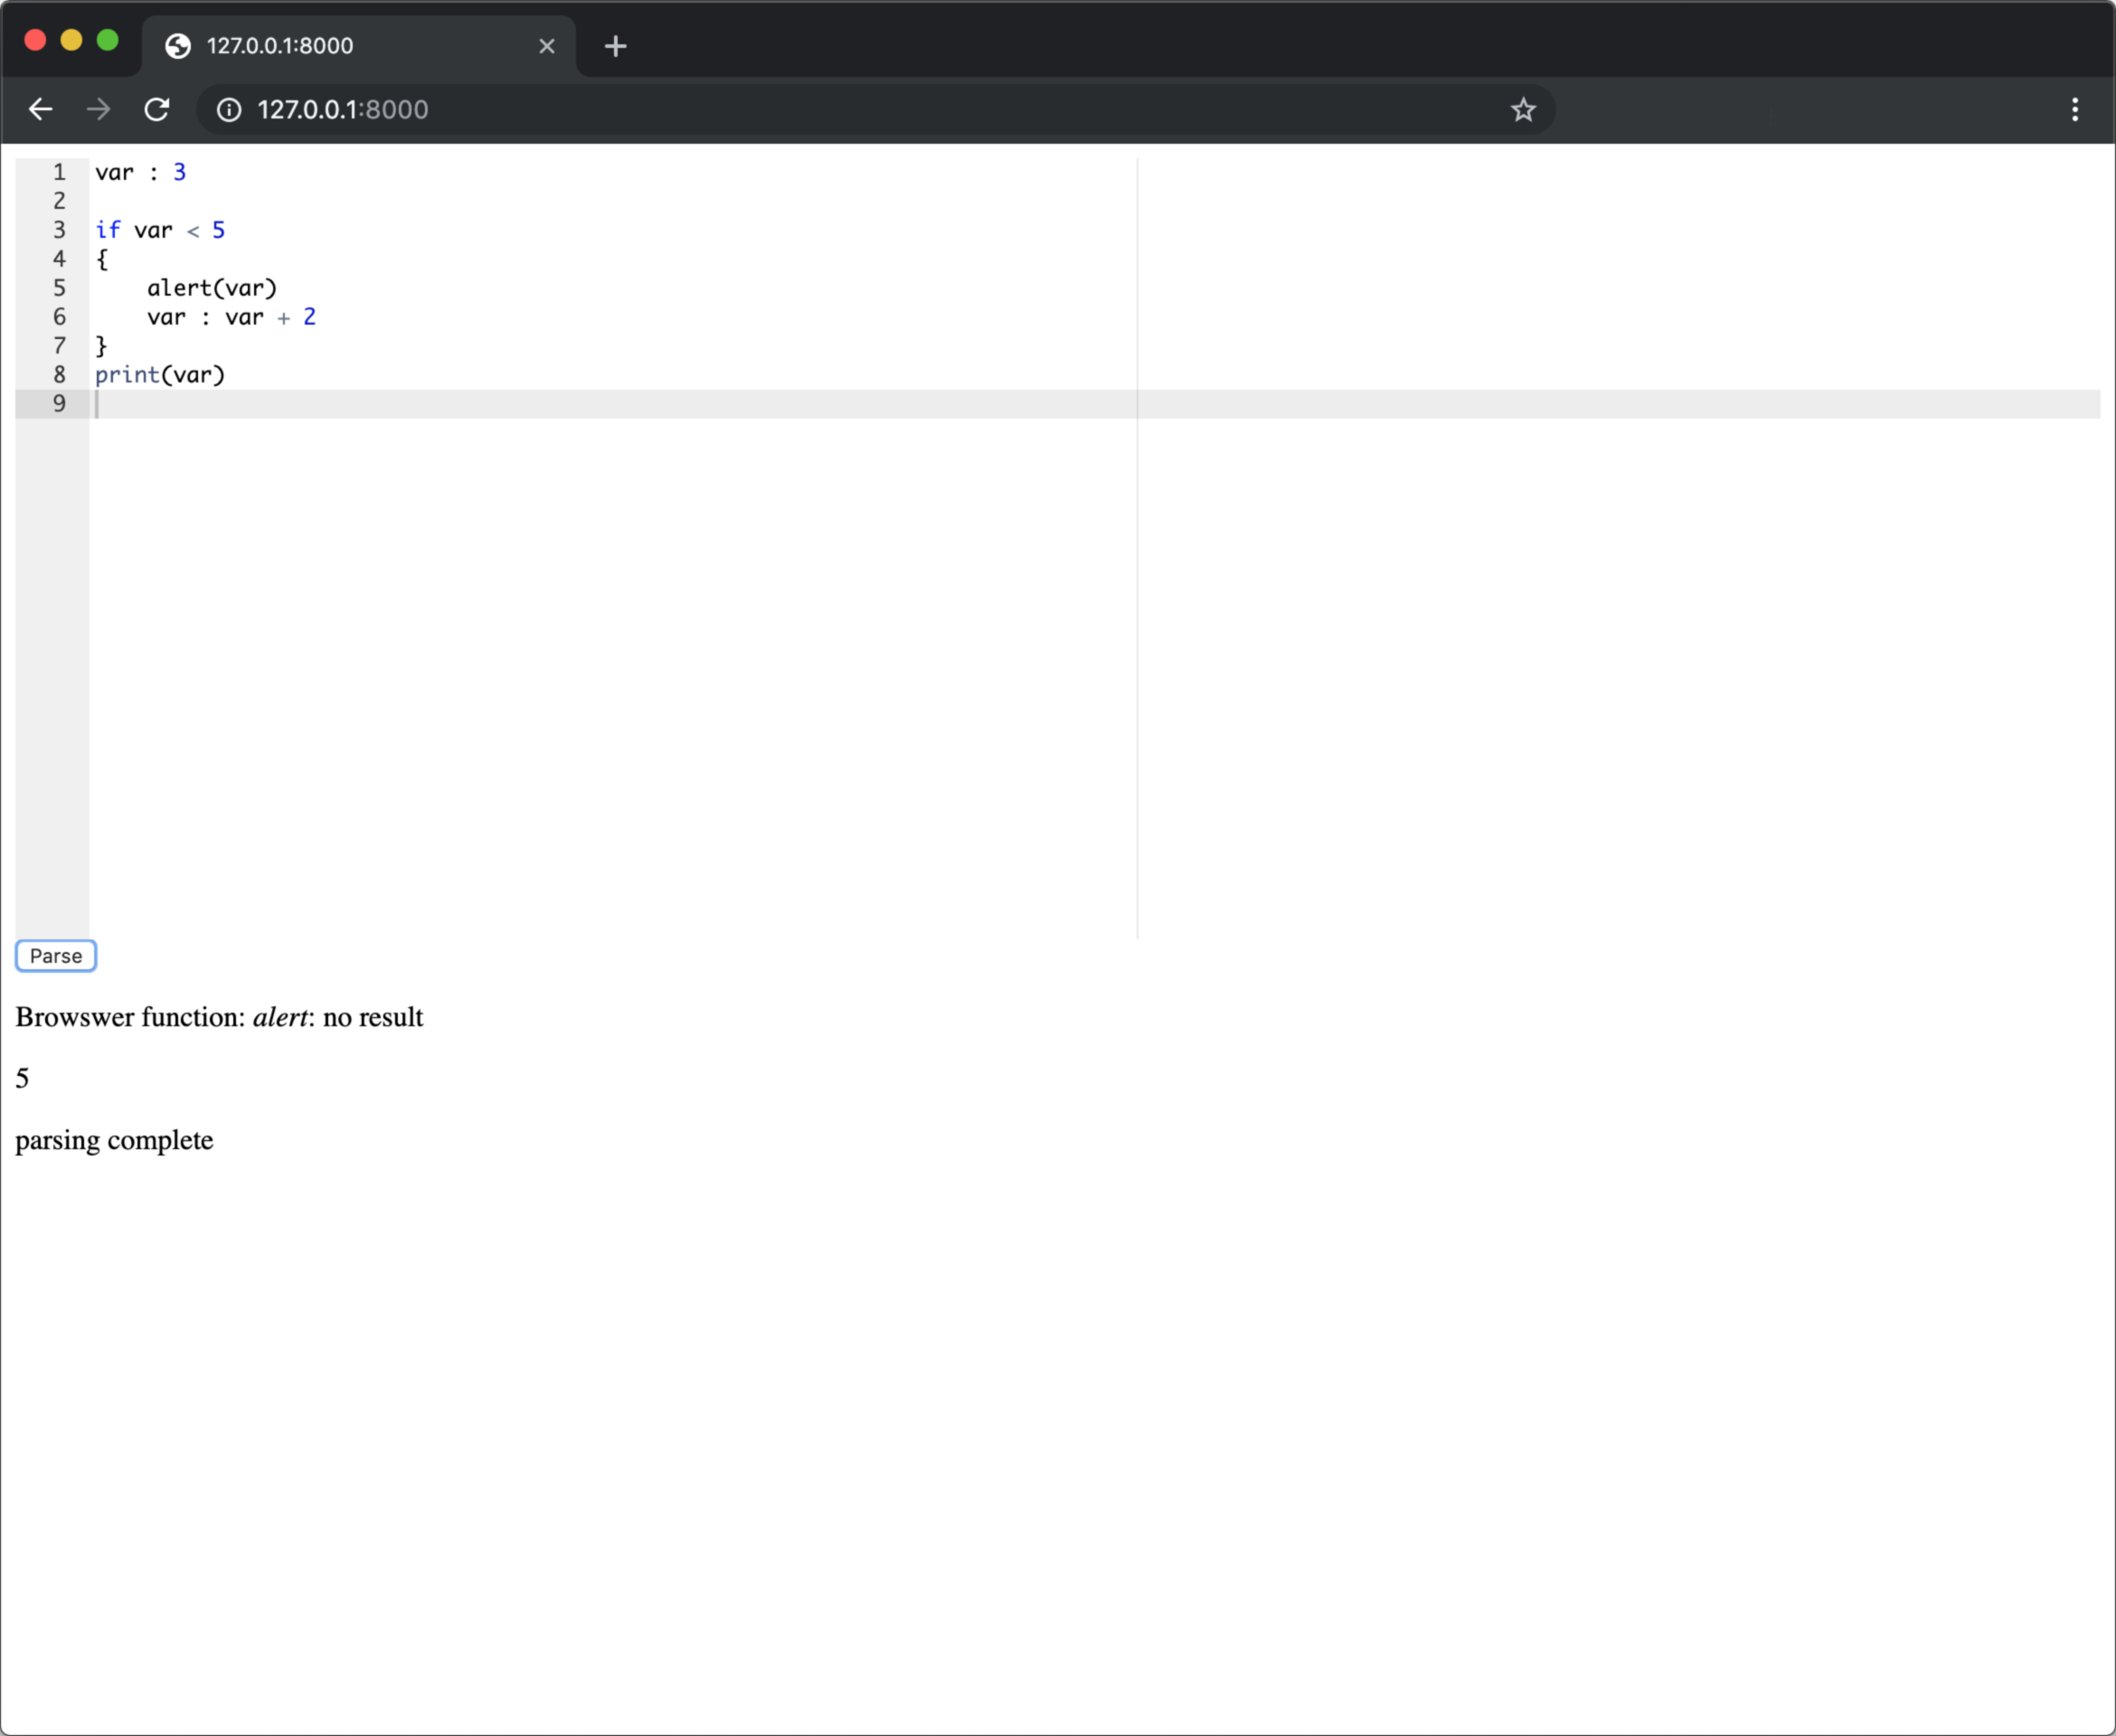 127.0.0.1:8000
127.0.0.1:8000
1 var : 3
2
3 if var < 5
4 {
5     alert(var)
6     var : var + 2
7 }
8 print(var)
9
Parse
Browswer function: alert: no result
5
parsing complete